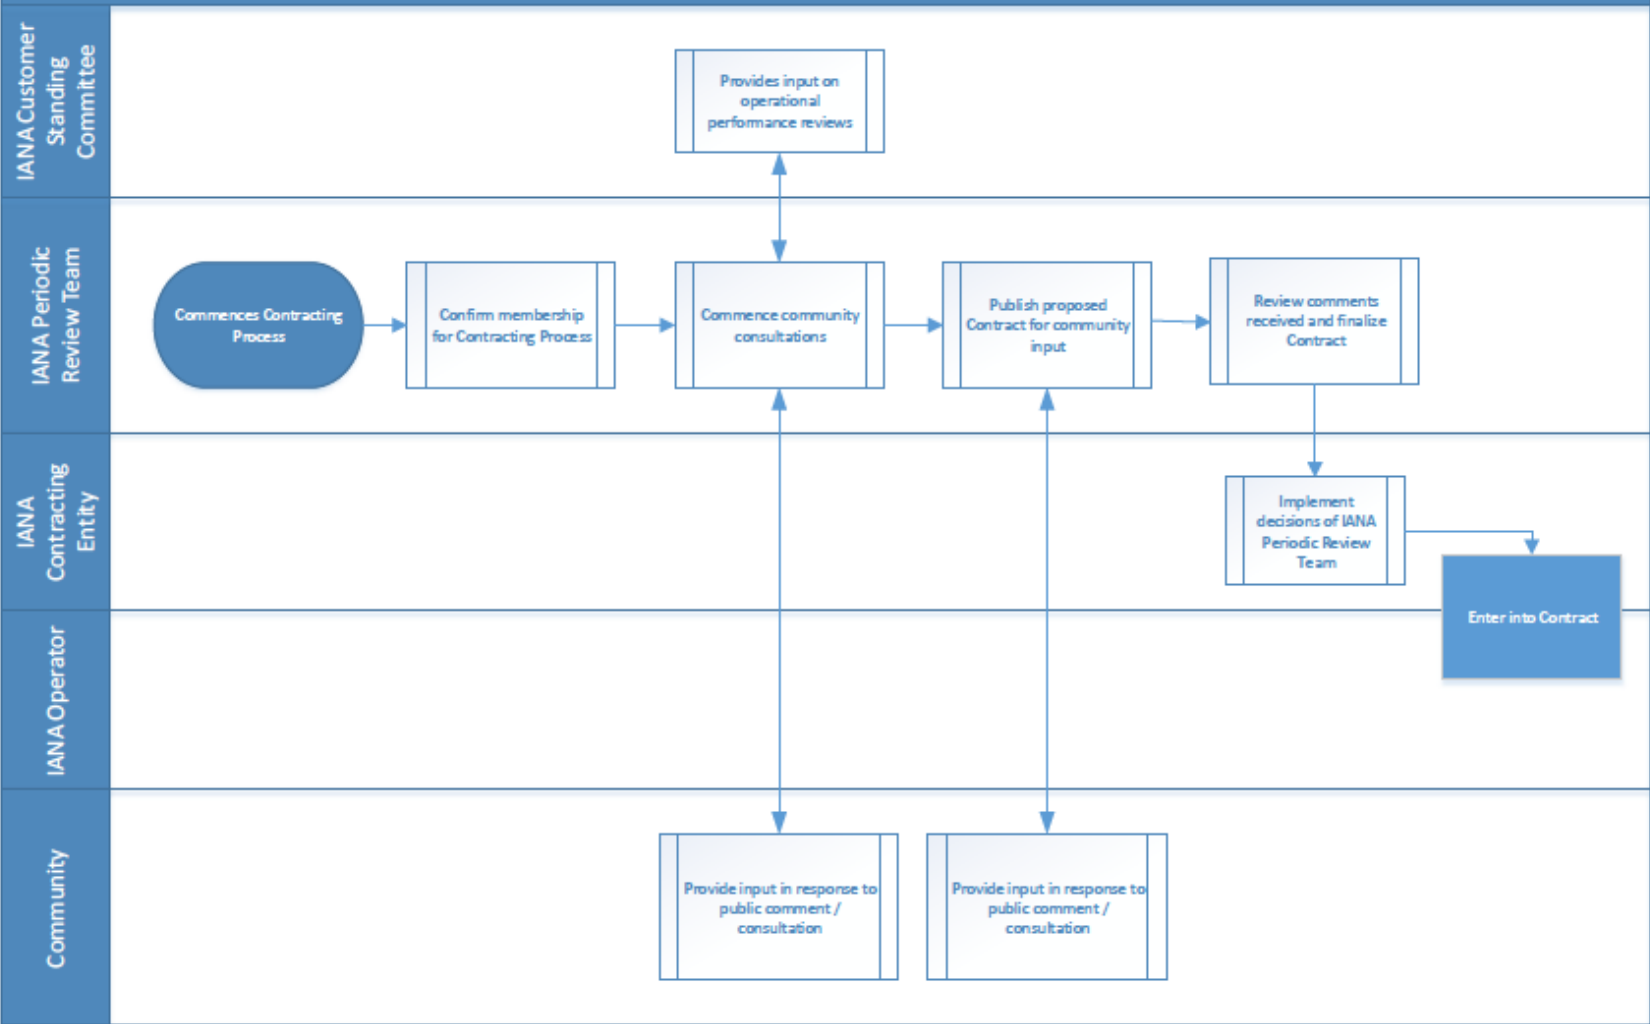 IANA Customer
Standing
Committee
Provides input on
operational
performance reviews
IANA Periodic
Review Team
Commences Contracting
Process
Confirm membership
for Contracting Process
Commence community
consultations
Publish proposed
Contract for community
input
Review comments
received and finalize
Contract
IANA
Contracting
Entity
Implement
decisions of IANA
Periodic Review
Team
Enter into Contract
IANA Operator
Community
Provide input in response to
public comment /
consultation
Provide input in response to
public comment /
consultation